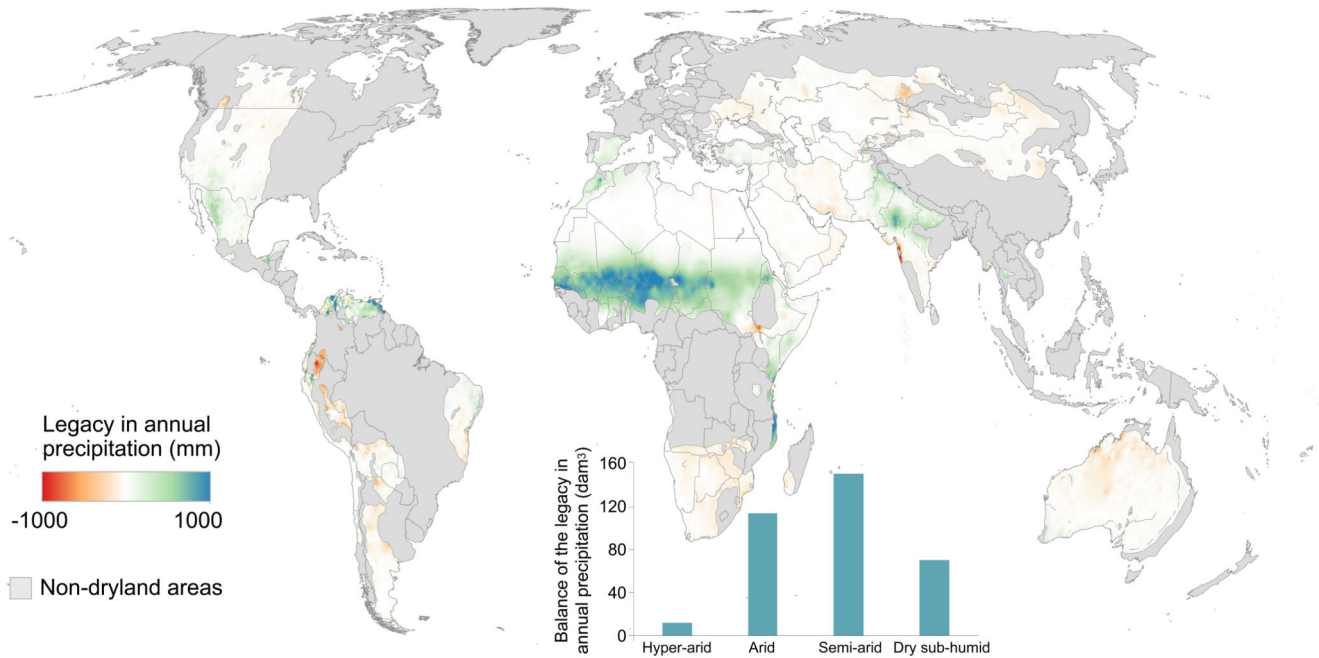 Legacy in annual
precipitation (mm)
-1000 1000
Non-dryland areas
Balance of the legacy in
annual precipitation (dam³)
160
120
80
40
0
Hyper-arid Arid Semi-arid Dry sub-humid